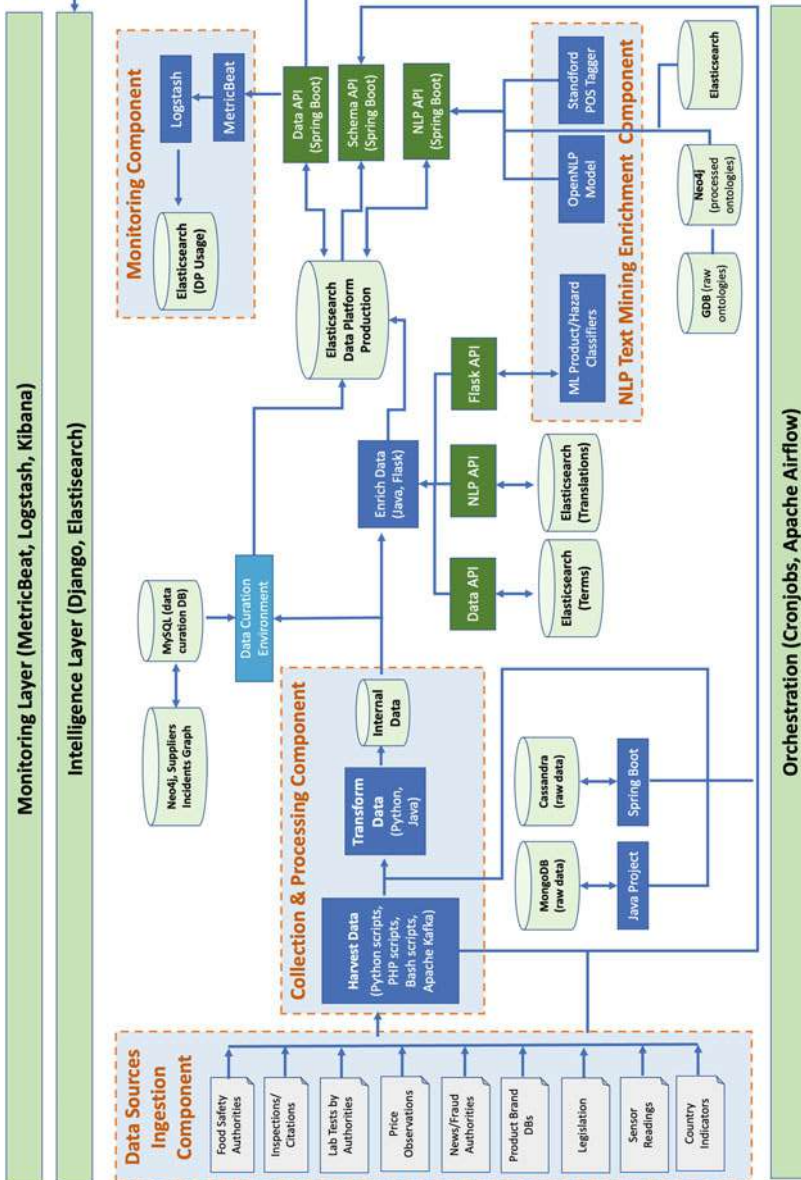 Monitoring Layer (MetricBeat, Logstash, Kibana)
Intelligence Layer (Django, Elastisearch)
Data Sources
Ingestion
Component
Food Safety
Authorities
Inspections/
Citations
Lab Tests by
Authorities
Price
Observations
News/Fraud
Authorities
Product Brand
DBs
Legislation
Sensor
Readings
Country
Indicators
Collection & Processing Component
Harvest Data
(Python scripts,
PHP scripts,
Bash scripts,
Apache Kafka)
Transform
Data
(Python,
Java)
Internal
Data
MongoDB
(raw data)
Java Project
Cassandra
(raw data)
Spring Boot
Neo4j, Suppliers
Incidents Graph
MySQL (data
curation DB)
Data Curation
Environment
Enrich Data
(Java, Flask)
Data API
NLP API
Flask API
Elasticsearch
(Terms)
Elasticsearch
(Translations)
Elasticsearch
Data Platform
Production
Monitoring Component
Logstash
MetricBeat
Elasticsearch
(DP Usage)
Data API
(Spring Boot)
Schema API
(Spring Boot)
NLP API
(Spring Boot)
ML Product/Hazard
Classifiers
OpenNLP
Model
Standford
POS Tagger
NLP Text Mining Enrichment Component
GDB (raw
ontologies)
Neo4j
(processed
ontologies)
Elasticsearch
Orchestration (Cronjobs, Apache Airflow)